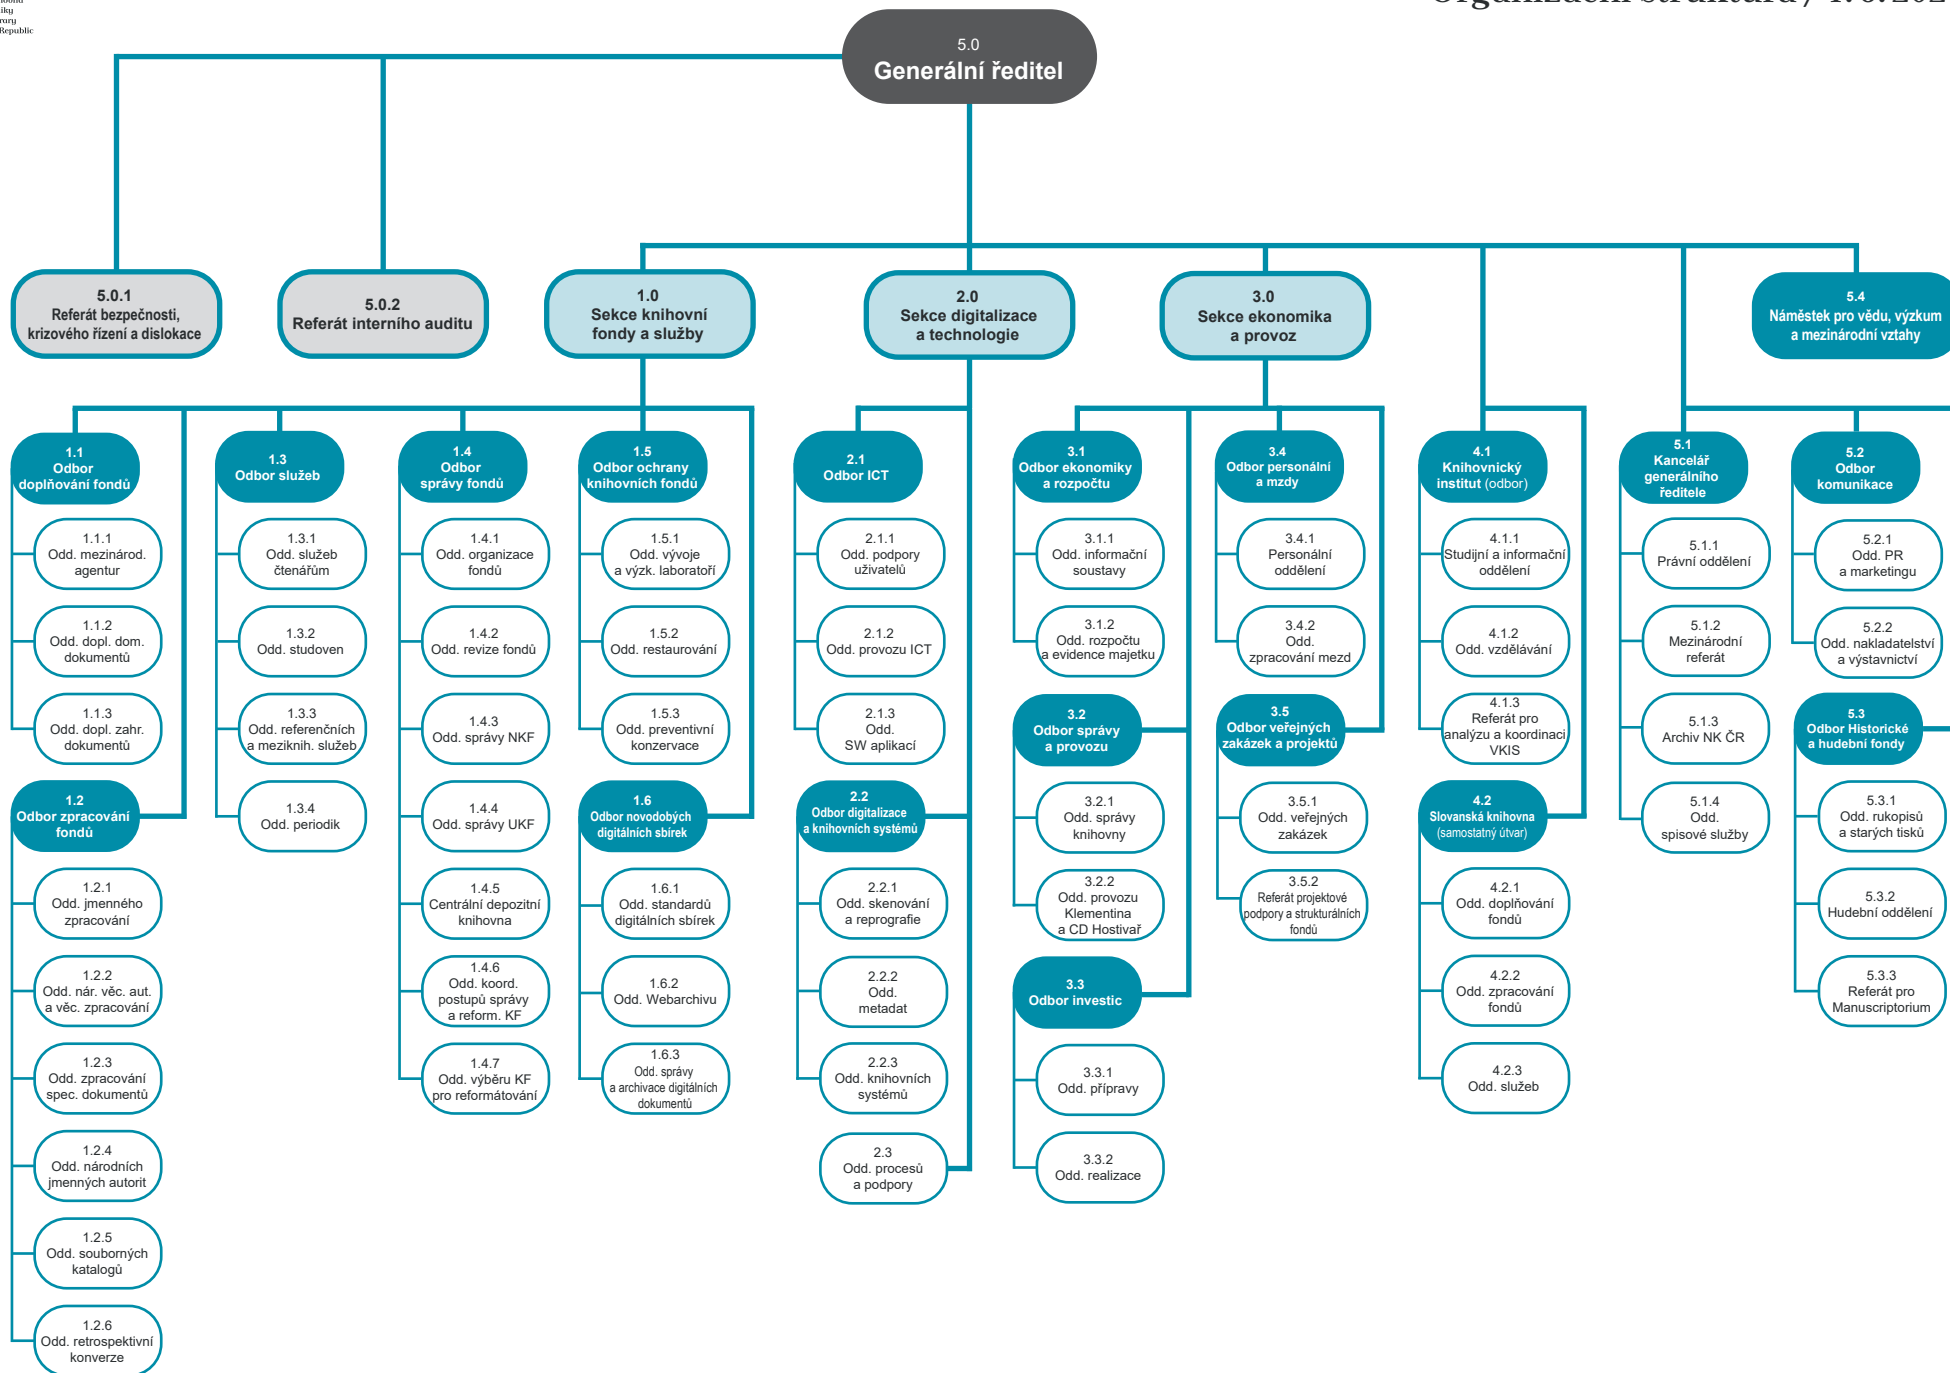 iky
rary
Republic
5.0
Generální ředitel
5.0.1
Referát bezpečnosti,
krizového řízení a dislokace
5.0.2
Referát interního auditu
1.0
Sekce knihovní
fondy a služby
2.0
Sekce digitalizace
a technologie
3.0
Sekce ekonomika
a provoz
5.4
Náměstek pro vědu, výzkum
a mezinárodní vztahy
1.1
Odbor
doplňování fondů
1.1.1
Odd. mezinárod.
agentur
1.1.2
Odd. dopl. dom.
dokumentů
1.1.3
Odd. dopl. zahr.
dokumentů
1.2
Odbor zpracování
fondů
1.2.1
Odd. jmenného
zpracování
1.2.2
Odd. nár. věc. aut.
a věc. zpracování
1.2.3
Odd. zpracování
spec. dokumentů
1.2.4
Odd. národních
jmenných autorit
1.2.5
Odd. souborných
katalogů
1.2.6
Odd. retrospektivní
konverze
1.3
Odbor služeb
1.3.1
Odd. služeb
čtenářům
1.3.2
Odd. studoven
1.3.3
Odd. referenčních
a meziknih. služeb
1.3.4
Odd. periodik
1.4
Odbor
správy fondů
1.4.1
Odd. organizace
fondů
1.4.2
Odd. revize fondů
1.4.3
Odd. správy NKF
1.4.4
Odd. správy UKF
1.4.5
Centrální depozitní
knihovna
1.4.6
Odd. koord.
postupů správy
a reform. KF
1.4.7
Odd. výběru KF
pro reformátování
1.5
Odbor ochrany
knihovních fondů
1.5.1
Odd. vývoje
a výzk. laboratoří
1.5.2
Odd. restaurování
1.5.3
Odd. preventivní
konzervace
1.6
Odbor novodobých
digitálních sbírek
1.6.1
Odd. standardů
digitálních sbírek
1.6.2
Odd. Webarchivu
1.6.3
Odd. správy
a archivace digitálních
dokumentů
2.1
Odbor ICT
2.1.1
Odd. podpory
uživatelů
2.1.2
Odd. provozu ICT
2.1.3
Odd.
SW aplikací
2.2
Odbor digitalizace
a knihovních systémů
2.2.1
Odd. skenování
a reprografie
2.2.2
Odd.
metadat
2.2.3
Odd. knihovních
systémů
2.3
Odd. procesů
a podpory
3.1
Odbor ekonomiky
a rozpočtu
3.1.1
Odd. informační
soustavy
3.1.2
Odd. rozpočtu
a evidence majetku
3.2
Odbor správy
a provozu
3.2.1
Odd. správy
knihovny
3.2.2
Odd. provozu
Klementina
a CD Hostivař
3.3
Odbor investic
3.3.1
Odd. přípravy
3.3.2
Odd. realizace
3.4
Odbor personální
a mzdy
3.4.1
Personální
oddělení
3.4.2
Odd.
zpracování mezd
3.5
Odbor veřejných
zakázek a projektů
3.5.1
Odd. veřejných
zakázek
3.5.2
Referát projektové
podpory a strukturálních
fondů
4.1
Knihovnický
institut (odbor)
4.1.1
Studijní a informační
oddělení
4.1.2
Odd. vzdělávání
4.1.3
Referát pro
analýzu a koordinaci
VKIS
4.2
Slovanská knihovna
(samostatný útvar)
4.2.1
Odd. doplňování
fondů
4.2.2
Odd. zpracování
fondů
4.2.3
Odd. služeb
5.1
Kancelář
generálního
ředitele
5.1.1
Právní oddělení
5.1.2
Mezinárodní
referát
5.1.3
Archiv NK ČR
5.1.4
Odd.
spisové služby
5.2
Odbor
komunikace
5.2.1
Odd. PR
a marketingu
5.2.2
Odd. nakladatelství
a výstavnictví
5.3
Odbor Historické
a hudební fondy
5.3.1
Odd. rukopisů
a starých tisků
5.3.2
Hudební oddělení
5.3.3
Referát pro
Manuscriptorium